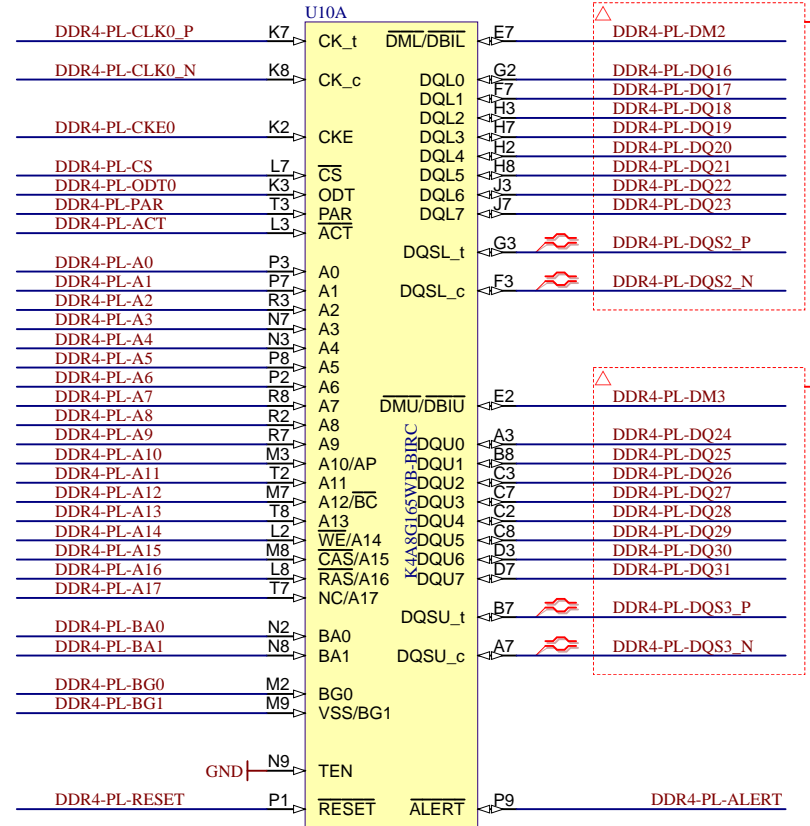 U10A
DDR4-PL-CLK0_P K7 CK_t DML/DBIL E7 DDR4-PL-DM2
DDR4-PL-CLK0_N K8 CK_c DQL0 G2 DDR4-PL-DQ16
DQL1 F7 DDR4-PL-DQ17
DQL2 H3 DDR4-PL-DQ18
DDR4-PL-CKE0 K2 CKE DQL3 H7 DDR4-PL-DQ19
DQL4 H2 DDR4-PL-DQ20
DDR4-PL-CS L7 CS DQL5 H8 DDR4-PL-DQ21
DDR4-PL-ODT0 K3 ODT DQL6 J3 DDR4-PL-DQ22
DDR4-PL-PAR T3 PAR DQL7 J7 DDR4-PL-DQ23
DDR4-PL-ACT L3 ACT
DQSL_t G3 DDR4-PL-DQS2_P
DDR4-PL-A0 P3 A0
DDR4-PL-A1 P7 A1 DQSL_c F3 DDR4-PL-DQS2_N
DDR4-PL-A2 R3 A2
DDR4-PL-A3 N7 A3
DDR4-PL-A4 N3 A4
DDR4-PL-A5 P8 A5
DDR4-PL-A6 P2 A6
DDR4-PL-A7 R8 A7 DMU/DBIU E2 DDR4-PL-DM3
DDR4-PL-A8 R2 A8
DDR4-PL-A9 R7 A9 DQU0 A3 DDR4-PL-DQ24
DDR4-PL-A10 M3 A10/AP DQU1 B8 DDR4-PL-DQ25
DDR4-PL-A11 T2 A11 DQU2 C3 DDR4-PL-DQ26
DDR4-PL-A12 M7 A12/BC DQU3 C7 DDR4-PL-DQ27
DDR4-PL-A13 T8 A13 DQU4 C2 DDR4-PL-DQ28
DDR4-PL-A14 L2 WE/A14 DQU5 C8 DDR4-PL-DQ29
DDR4-PL-A15 M8 CAS/A15 DQU6 D3 DDR4-PL-DQ30
DDR4-PL-A16 L8 RAS/A16 DQU7 D7 DDR4-PL-DQ31
DDR4-PL-A17 T7 NC/A17
K4A8G165WB-BIRC
DQSU_t B7 DDR4-PL-DQS3_P
DDR4-PL-BA0 N2 BA0
DDR4-PL-BA1 N8 BA1 DQSU_c A7 DDR4-PL-DQS3_N
DDR4-PL-BG0 M2 BG0
DDR4-PL-BG1 M9 VSS/BG1
GND N9 TEN
DDR4-PL-RESET P1 RESET ALERT P9 DDR4-PL-ALERT